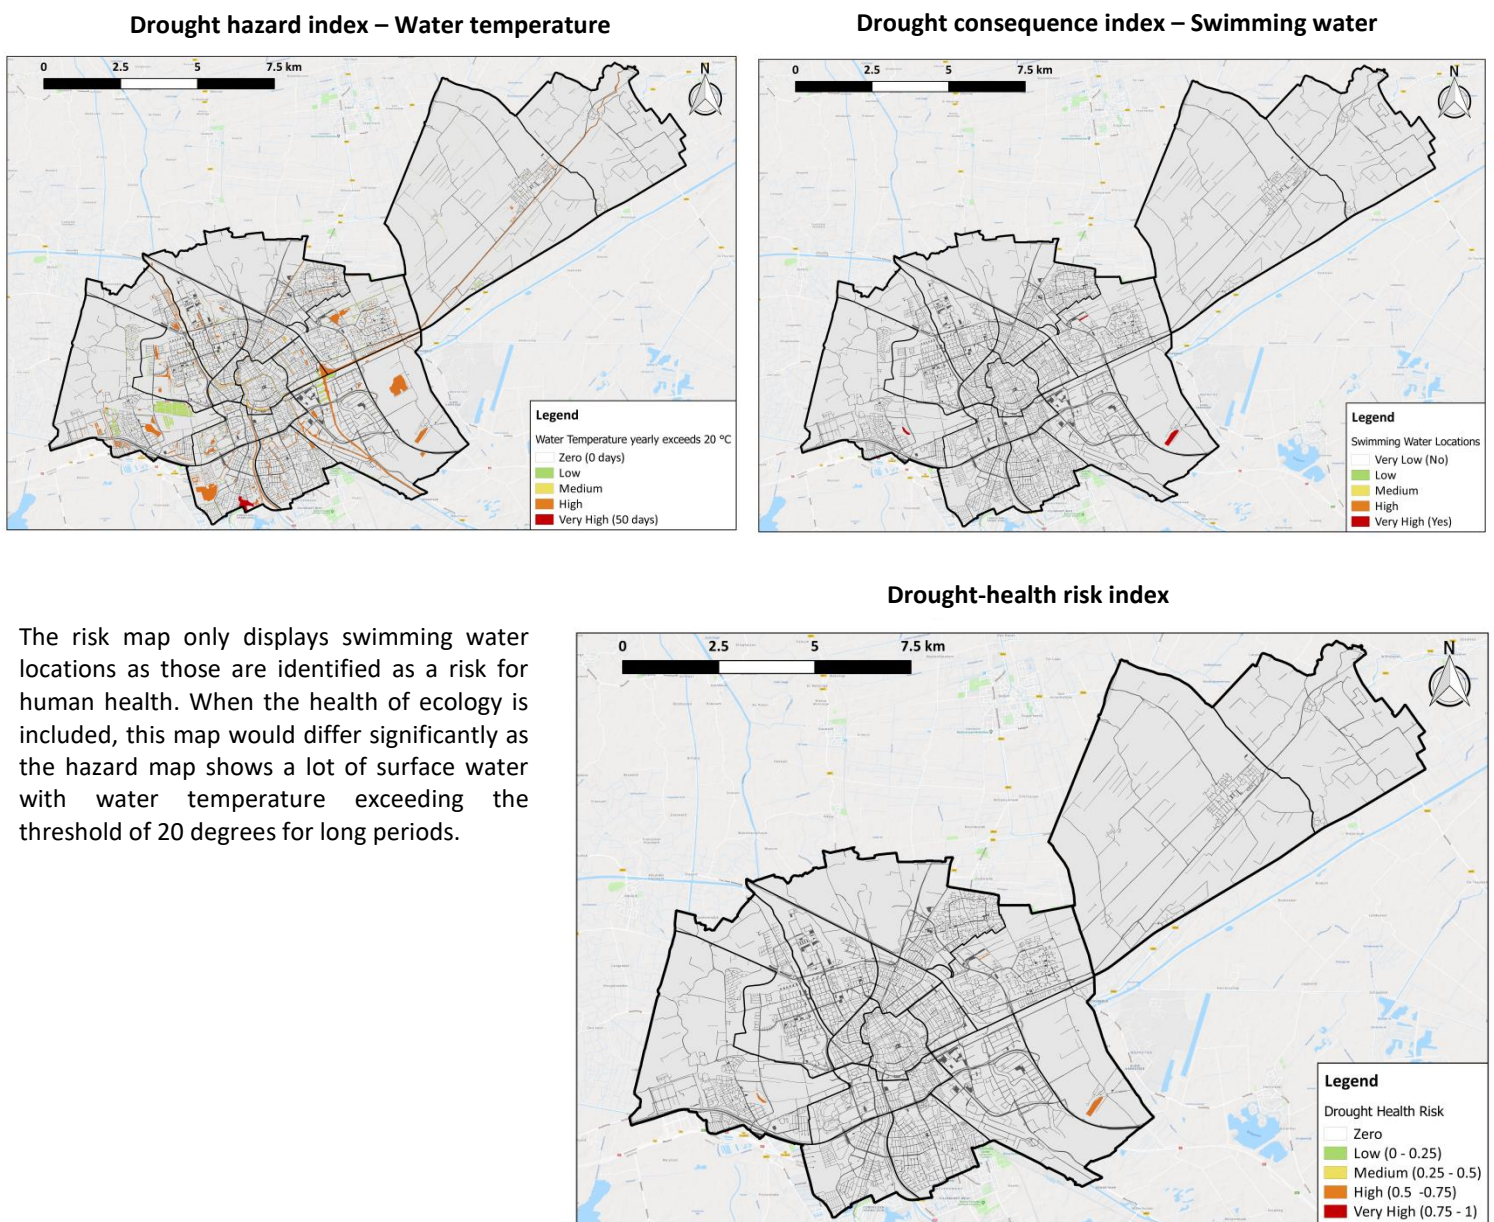 Drought hazard index – Water temperature
0 2.5 5 7.5 km
N
Legend
Water Temperature yearly exceeds 20 °C
Zero (0 days)
Low
Medium
High
Very High (50 days)
Drought consequence index – Swimming water
0 2.5 5 7.5 km
N
Legend
Swimming Water Locations
Very Low (No)
Low
Medium
High
Very High (Yes)
The risk map only displays swimming water
locations as those are identified as a risk for
human health. When the health of ecology is
included, this map would differ significantly as
the hazard map shows a lot of surface water
with water temperature exceeding the
threshold of 20 degrees for long periods.
Drought-health risk index
0 2.5 5 7.5 km
N
Legend
Drought Health Risk
Zero
Low (0 - 0.25)
Medium (0.25 - 0.5)
High (0.5 -0.75)
Very High (0.75 - 1)